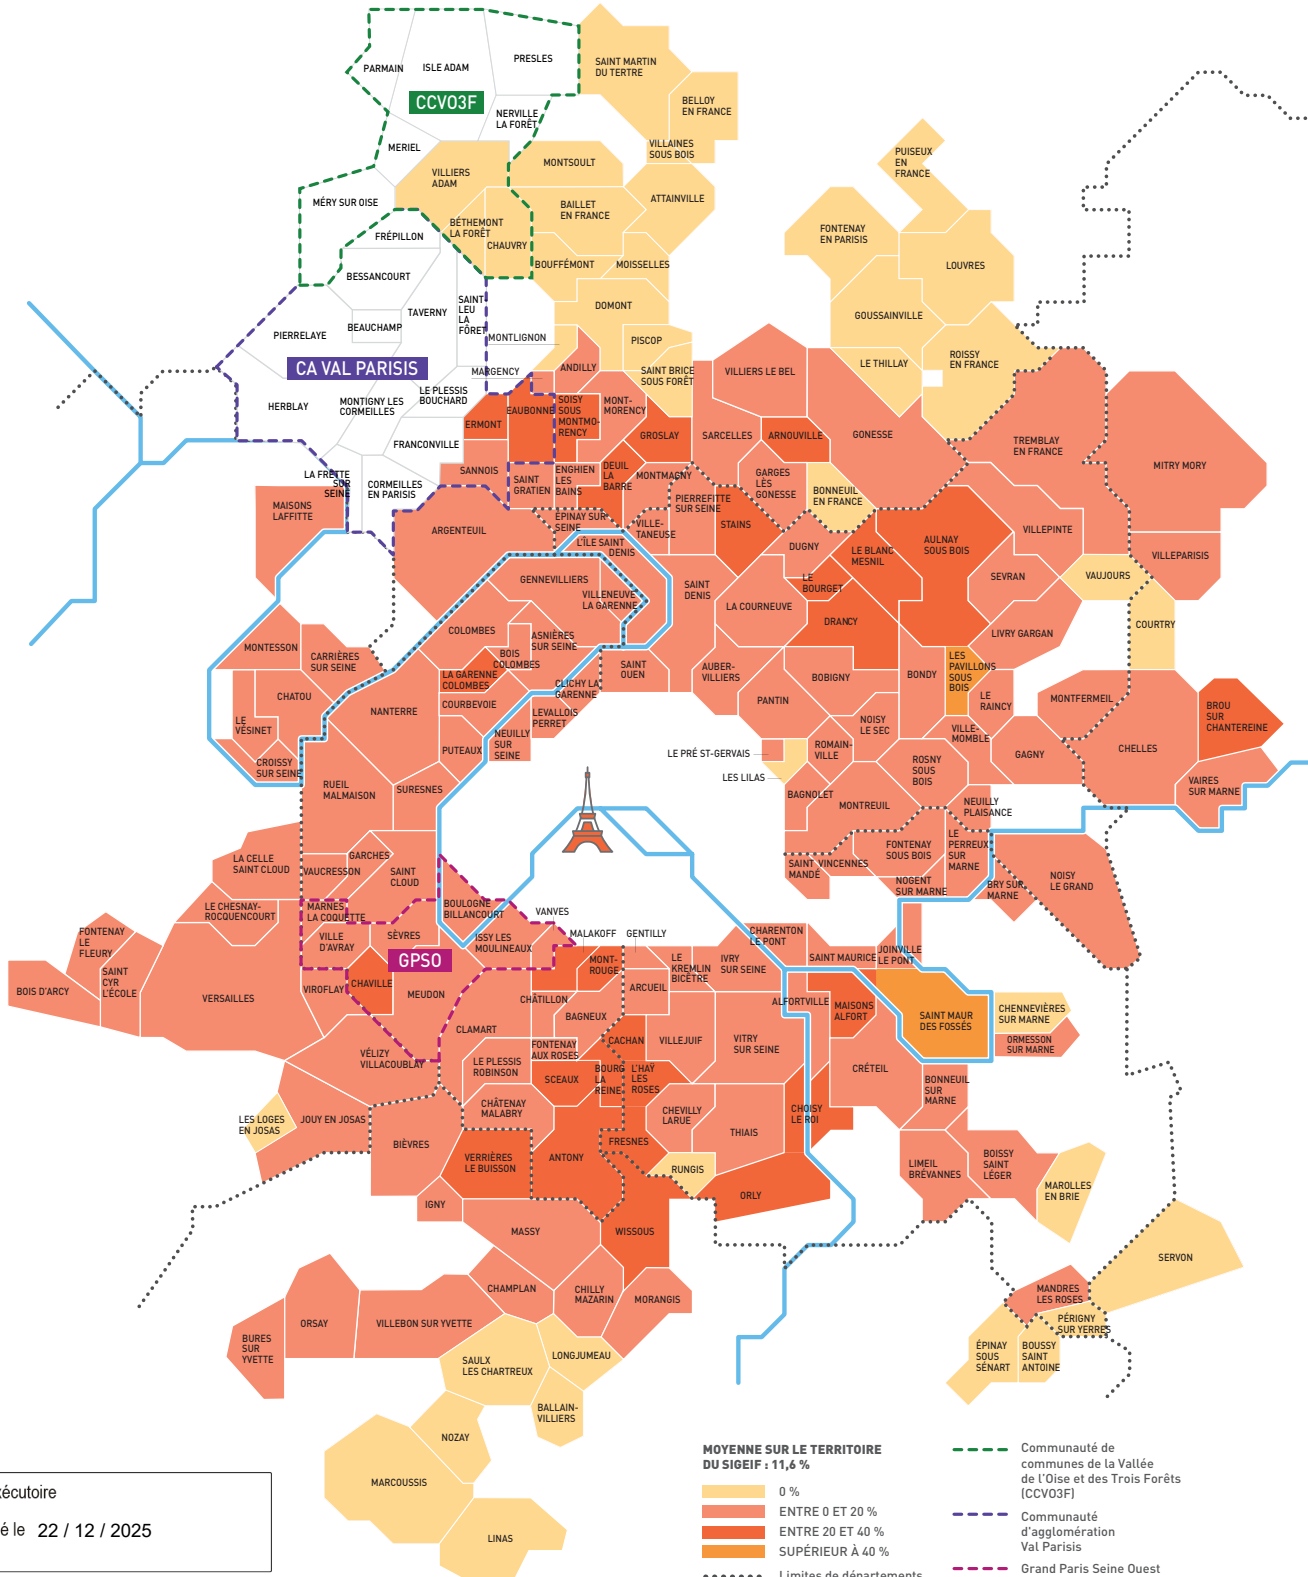 PARMAIN
ISLE ADAM
PRESLES
CCVO3F
NERVILLE
LA FORÊT
MERIEL
SAINT MARTIN
DU TERTRE
BELLOY
EN FRANCE
VILLAINES
SOUS BOIS
VILLIERS
ADAM
MONTSOULT
MÉRY SUR OISE
BAILLET
EN FRANCE
ATTAINVILLE
PUISEUX
EN
FRANCE
FRÉPILLON
BÉTHEMONT
LA FORÊT
CHAUVRY
FONTENAY
EN PARISIS
BESSANCOURT
BOUFFÉMONT
MOISSELLES
LOUVRES
TAVERNY
SAINT-
LEU
LA
FÔRET
DOMONT
GOUSSAINVILLE
PIERRELAYE
BEAUCHAMP
MONTLIGNON
PISCOP
CA VAL PARISIS
MARGENCY
ANDILLY
SAINT BRICE
SOUS FORÊT
VILLIERS LE BEL
LE THILLAY
ROISSY
EN FRANCE
HERBLAY
MONTIGNY LES
CORMEILLES
LE PLESSIS
BOUCHARD
ERMONT
EAUBONNE
SOISY
SOUS
MONTMO-
RENCY
MONT-
MORENCY
GROSLAY
SARCELLES
ARNOUVILLE
GONESSE
TREMBLAY
EN FRANCE
MITRY MORY
FRANCONVILLE
SANNOIS
LA FRETTE
SUR
SEINE
CORMEILLES
EN PARISIS
SAINT
GRATIEN
ENGHIEN
LES
BAINS
DEUIL
LA
BARRE
MONTMAGNY
GARGES
LÈS
GONESSE
BONNEUIL
EN FRANCE
MAISONS
LAFFITTE
ARGENTEUIL
ÉPINAY SUR
SEINE
VILLE-
TANEUSE
PIERREFITTE
SUR SEINE
STAINS
DUGNY
LE BLANC
MESNIL
AULNAY
SOUS BOIS
VILLEPINTE
VILLEPARISIS
L'ÎLE SAINT
DENIS
GENNEVILLIERS
VILLENEUVE
LA GARENNE
SAINT
DENIS
LA COURNEUVE
LE
BOURGET
DRANCY
SEVRAN
VAUJOURS
LIVRY GARGAN
COURTRY
MONTESSON
CARRIÈRES
SUR SEINE
COLOMBES
BOIS
COLOMBES
ASNIÈRES
SUR SEINE
LA GARENNE
COLOMBES
CLICHY LA
GARENNE
SAINT
OUEN
AUBER-
VILLIERS
BOBIGNY
BONDY
LES
PAVILLONS
SOUS
BOIS
LE
RAINCY
MONTFERMEIL
BROU
SUR
CHANTEREINE
CHATOU
NANTERRE
COURBEVOIE
LEVALLOIS
PERRET
PANTIN
LE
VÉSINET
PUTEAUX
NEUILLY
SUR
SEINE
LE PRÉ ST-GERVAIS
ROMAIN-
VILLE
NOISY
LE SEC
VILLE-
MOMBLE
GAGNY
CHELLES
CROISSY
SUR SEINE
RUEIL
MALMAISON
SURESNES
LES LILAS
BAGNOLET
MONTREUIL
ROSNY
SOUS
BOIS
NEUILLY
PLAISANCE
VAIRES
SUR MARNE
LA CELLE
SAINT CLOUD
GARCHES
VAUCRESSON
SAINT
CLOUD
SAINT
MANDÉ
VINCENNES
FONTENAY
SOUS BOIS
LE
PERREUX
SUR
MARNE
NOGENT
SUR MARNE
BRY SUR
MARNE
NOISY
LE GRAND
LE CHESNAY-
ROCQUENCOURT
MARNES
LA COQUETTE
BOULOGNE
BILLANCOURT
VANVES
FONTENAY
LE
FLEURY
VILLE
D'AVRAY
SÈVRES
GPSO
ISSY LES
MOULINEAUX
MALAKOFF
GENTILLY
CHARENTON
LE PONT
SAINT MAURICE
JOINVILLE
LE PONT
BOIS D'ARCY
SAINT
CYR
L'ÉCOLE
VERSAILLES
VIROFLAY
CHAVILLE
MEUDON
MONT-
ROUGE
LE
KREMLIN
BICÊTRE
IVRY
SUR SEINE
ARCUEIL
CHÂTILLON
BAGNEUX
ALFORTVILLE
MAISONS
ALFORT
SAINT MAUR
DES FOSSÉS
CHENNEVIÈRES
SUR MARNE
ORMESSON
SUR MARNE
CLAMART
VÉLIZY
VILLACOUBLAY
LE PLESSIS
ROBINSON
FONTENAY
AUX ROSES
CACHAN
VILLEJUIF
VITRY
SUR SEINE
SCEAUX
BOURG
LA
REINE
L'HAŸ
LES
ROSES
CRÉTEIL
BONNEUIL
SUR
MARNE
LES LOGES
EN JOSAS
JOUY EN JOSAS
CHÂTENAY
MALABRY
CHEVILLY
LARUE
THIAIS
CHOISY
LE ROI
BIÈVRES
VERRIÈRES
LE BUISSON
ANTONY
FRESNES
RUNGIS
ORLY
LIMEIL
BRÉVANNES
BOISSY
SAINT
LÉGER
MAROLLES
EN BRIE
IGNY
MASSY
WISSOUS
SERVON
CHAMPLAN
CHILLY
MAZARIN
MORANGIS
MANDRES
LES ROSES
ORSAY
VILLEBON SUR YVETTE
PÉRIGNY
SUR YERRES
BURES
SUR
YVETTE
SAULX
LES CHARTREUX
LONGJUMEAU
ÉPINAY
SOUS
SÉNART
BOUSSY
SAINT
ANTOINE
BALLAIN-
VILLIERS
NOZAY
MARCOUSSIS
LINAS
xécutoire
é le 22 / 12 / 2025
MOYENNE SUR LE TERRITOIRE
DU SIGEIF : 11,6 %
0 %
ENTRE 0 ET 20 %
ENTRE 20 ET 40 %
SUPÉRIEUR À 40 %
Limites de départements
Communauté de
communes de la Vallée
de l'Oise et des Trois Forêts
(CCVO3F)
Communauté
d'agglomération
Val Parisis
Grand Paris Seine Ouest